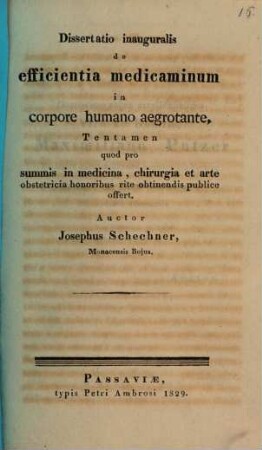 15.
Dissertatio inauguralis
de
efficientia medicaminum
in
corpore humano aegrotante,
Tentamen
quod pro
summis in medicina, chirurgia et arte
obstetricia honoribus rite obtinendis publice
offert,
Auctor
Josephus Schechner,
Monacensis Bojus.
PASSAVIÆ,
typis Petri Ambrosi 1829.